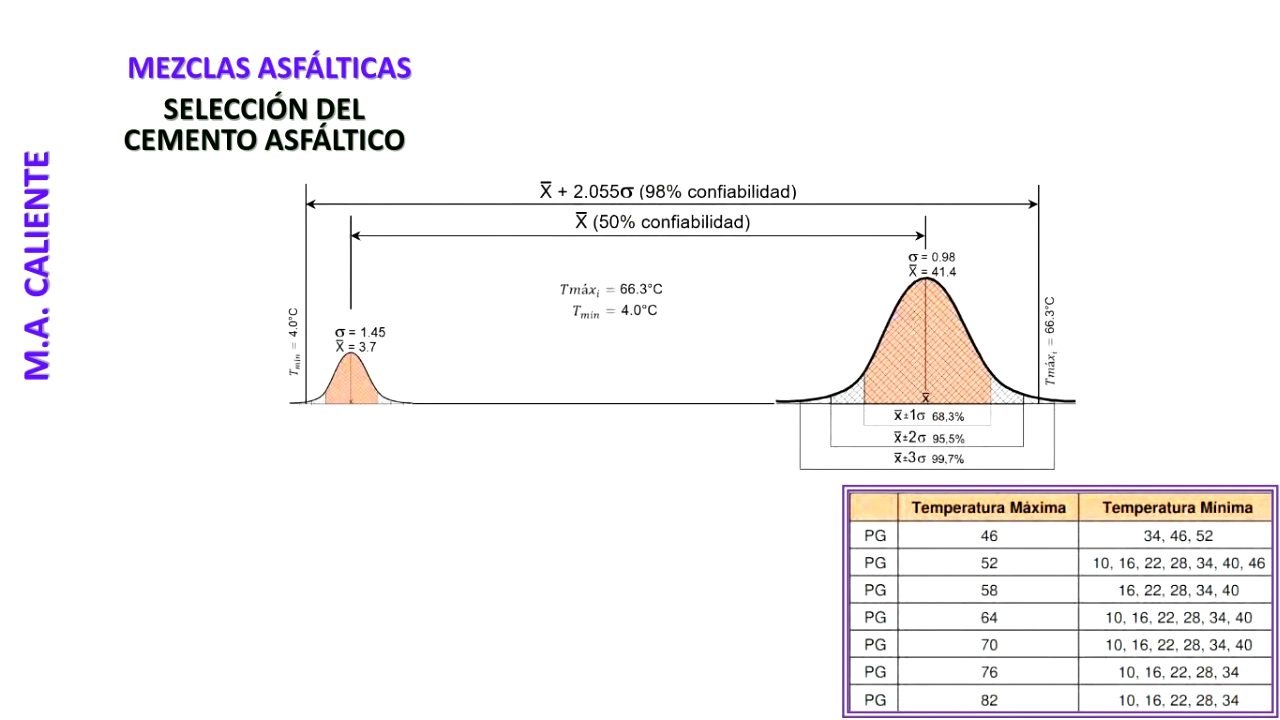 MEZCLAS ASFÁLTICAS
SELECCIÓN DEL
CEMENTO ASFÁLTICO
M.A. CALIENTE
X̅ + 2.055σ (98% confiabilidad)
X̅ (50% confiabilidad)
σ = 0.98
X̅ = 41.4
Tmáxᵢ = 66.3°C
Tmin = 4.0°C
Tmin = 4.0°C
σ = 1.45
X̅ = 3.7
Tmáxᵢ = 66.3°C
x
X̅
x̅±1σ 68,3%
x̅±2σ 95,5%
x̅±3σ 99,7%
Temperatura Máxima Temperatura Mínima
PG 46 34, 46, 52
PG 52 10, 16, 22, 28, 34, 40, 46
PG 58 16, 22, 28, 34, 40
PG 64 10, 16, 22, 28, 34, 40
PG 70 10, 16, 22, 28, 34, 40
PG 76 10, 16, 22, 28, 34
PG 82 10, 16, 22, 28, 34